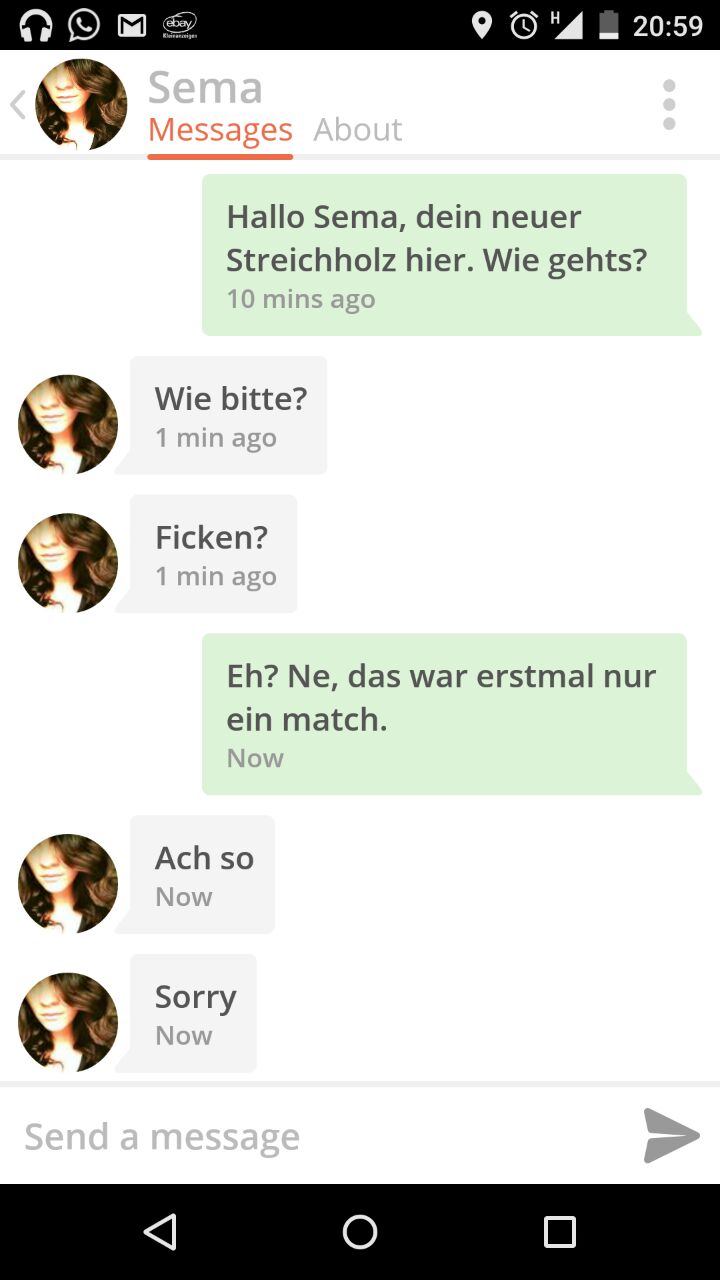 ebay
Kleinanzeigen
H
20:59
Sema
Messages About
Hallo Sema, dein neuer
Streichholz hier. Wie gehts?
10 mins ago
Wie bitte?
1 min ago
Ficken?
1 min ago
Eh? Ne, das war erstmal nur
ein match.
Now
Ach so
Now
Sorry
Now
Send a message